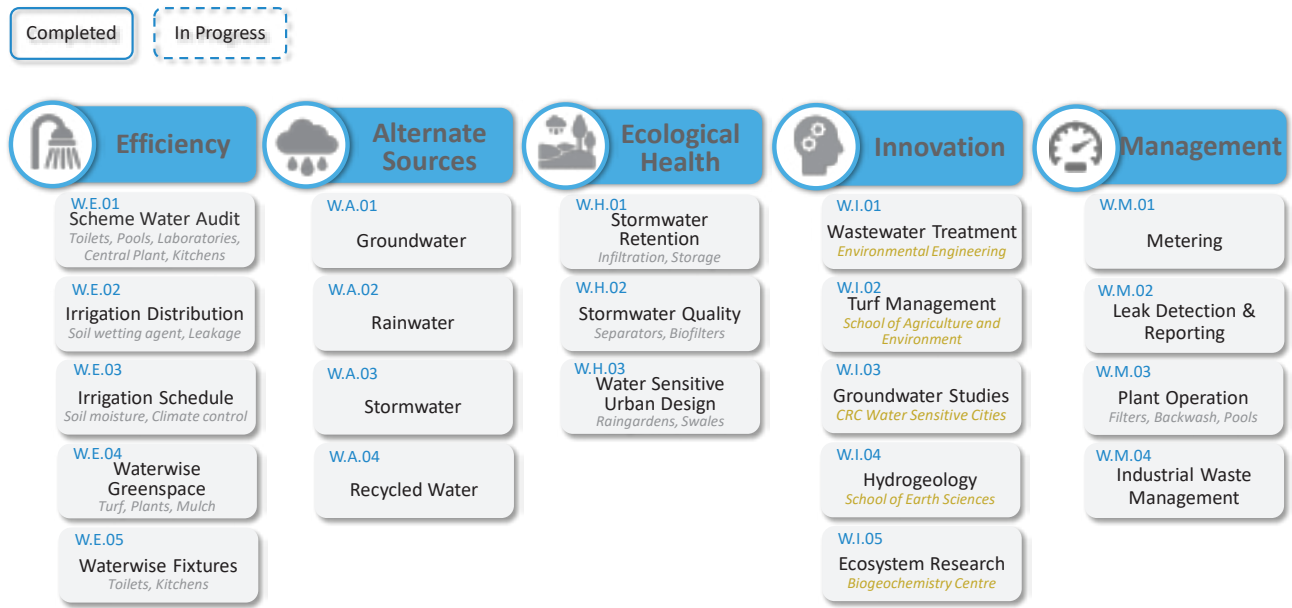 Completed
In Progress
Efficiency
W.E.01
Scheme Water Audit
Toilets, Pools, Laboratories,
Central Plant, Kitchens
W.E.02
Irrigation Distribution
Soil wetting agent, Leakage
W.E.03
Irrigation Schedule
Soil moisture, Climate control
W.E.04
Waterwise
Greenspace
Turf, Plants, Mulch
W.E.05
Waterwise Fixtures
Toilets, Kitchens
Alternate
Sources
W.A.01
Groundwater
W.A.02
Rainwater
W.A.03
Stormwater
W.A.04
Recycled Water
Ecological
Health
W.H.01
Stormwater
Retention
Infiltration, Storage
W.H.02
Stormwater Quality
Separators, Biofilters
W.H.03
Water Sensitive
Urban Design
Raingardens, Swales
Innovation
W.I.01
Wastewater Treatment
Environmental Engineering
W.I.02
Turf Management
School of Agriculture and
Environment
W.I.03
Groundwater Studies
CRC Water Sensitive Cities
W.I.04
Hydrogeology
School of Earth Sciences
W.I.05
Ecosystem Research
Biogeochemistry Centre
Management
W.M.01
Metering
W.M.02
Leak Detection &
Reporting
W.M.03
Plant Operation
Filters, Backwash, Pools
W.M.04
Industrial Waste
Management